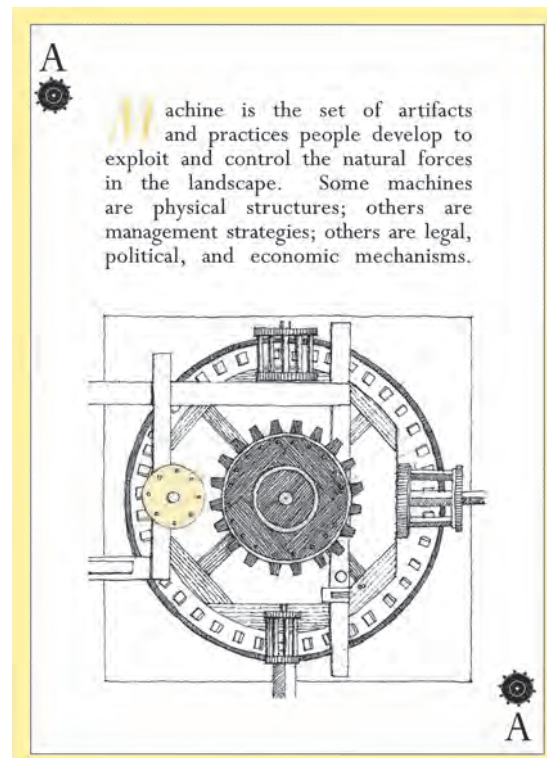 A
Machine is the set of artifacts
and practices people develop to
exploit and control the natural forces
in the landscape. Some machines
are physical structures; others are
management strategies; others are legal,
political, and economic mechanisms.
A